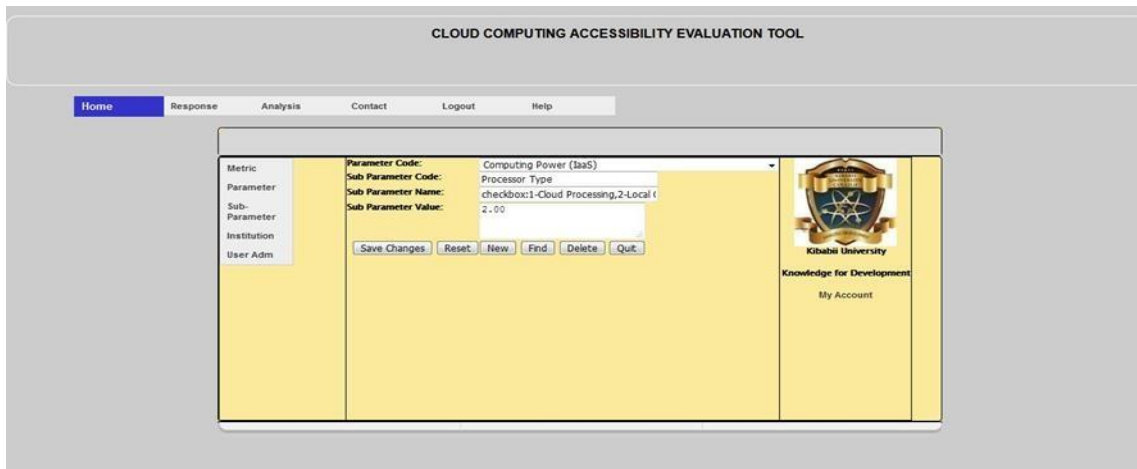 CLOUD COMPUTING ACCESSIBILITY EVALUATION TOOL
Home Response Analysis Contact Logout Help
Metric
Parameter
Sub-
Parameter
Institution
User Adm
Parameter Code: Computing Power (IaaS)
Sub Parameter Code: Processor Type
Sub Parameter Name: checkbox:1-Cloud Processing,2-Local
Sub Parameter Value: 2.00
Save Changes Reset New Find Delete Quit
Kibabii University
Knowledge for Development
My Account